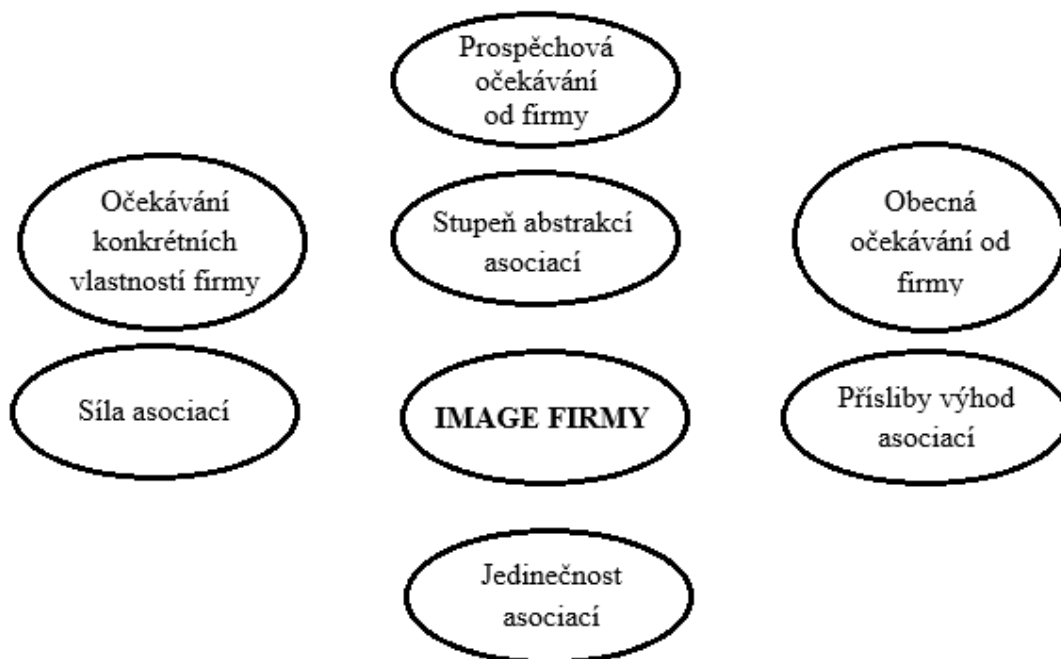 Prospěchová
očekávání
od firmy
Očekávání
konkrétních
vlastností firmy
Stupeň abstrakcí
asociací
Obecná
očekávání od
firmy
Síla asociací
IMAGE FIRMY
Přísliby výhod
asociací
Jedinečnost
asociací